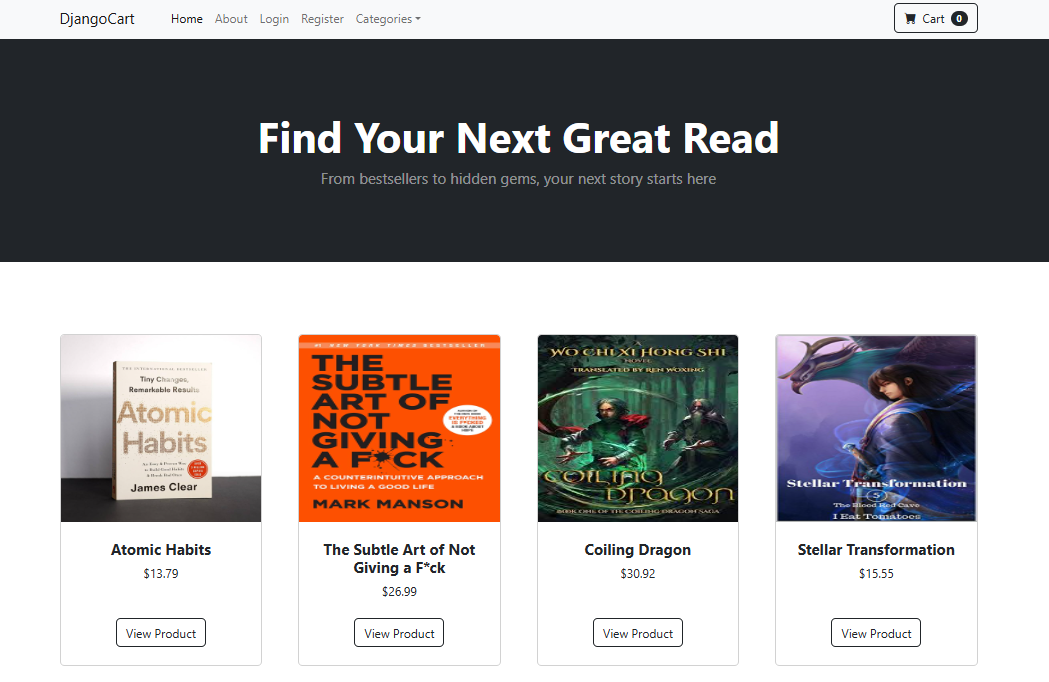 DjangoCart Home About Login Register Categories Cart 0
Find Your Next Great Read
From bestsellers to hidden gems, your next story starts here
THE INTERNATIONAL BESTSELLER
Tiny Changes,
Remarkable Results
Atomic
Habits
An Easy & Proven Way
to Build Good Habits
& Break Bad Ones
James Clear
#1 NEW YORK TIMES BESTSELLER
THE
SUBTLE
ART OF
NOT
GIVING
A F*CK
EVERYTHING
IS F*CKED
A COUNTERINTUITIVE APPROACH
TO LIVING A GOOD LIFE
MARK MANSON
A
WO CHI XI HONG SHI
NOVEL
TRANSLATED BY REN WOXING
COILING
DRAGON
BOOK ONE OF THE COILING DRAGON SAGA
Stellar Transformation
5
The Blood Red Cave
I Eat Tomatoes
Atomic Habits
$13.79
View Product
The Subtle Art of Not
Giving a F*ck
$26.99
View Product
Coiling Dragon
$30.92
View Product
Stellar Transformation
$15.55
View Product